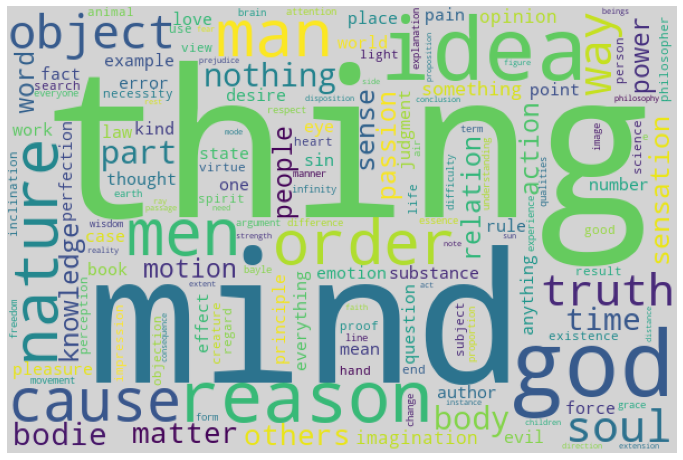 animal brain attention love place pain opinion beings
object man use view world light explanation idea way power person philosopher
word fact example prejudice proposition side figure
search error nothing something point philosophy
everyone necessity desire disposition conclusion
work law kind respect sense term image science
inclination perfection part state nyn heart passion judgment action number
thought virtue sin manner people mode air life difficulty understanding qualities
nature earth one infinity relation experience good sensation
thing
wisdom spirit need argument difference essence rule
knowledge case men strength order note sun result
reality book motion bayle emotion substance anything truth
freedom perception extent effect creature regard principle everything faith act question existence time distance
pleasure impression objection consequence proof line mean subject proportion
movement mind hand end god
cause reason form change author instance force grace
bodie matter others imagination body children evil direction soul extension